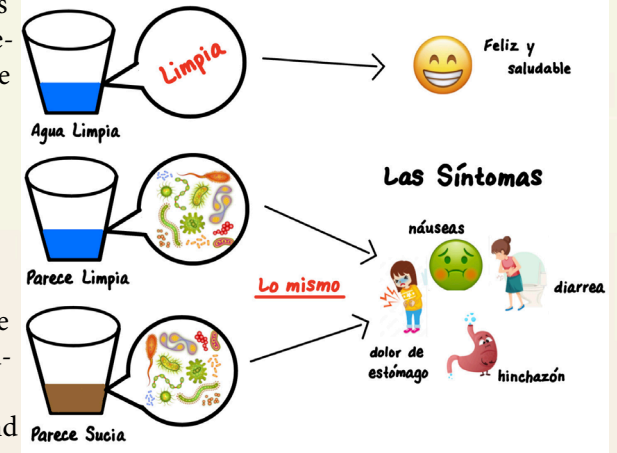 s
e-
e
Limpia
Feliz y
saludable
Agua Limpia
Las Síntomas
náuseas
Parece Limpia
Lo mismo
diarrea
e
dolor de
estómago
hinchazón
Parece Sucia